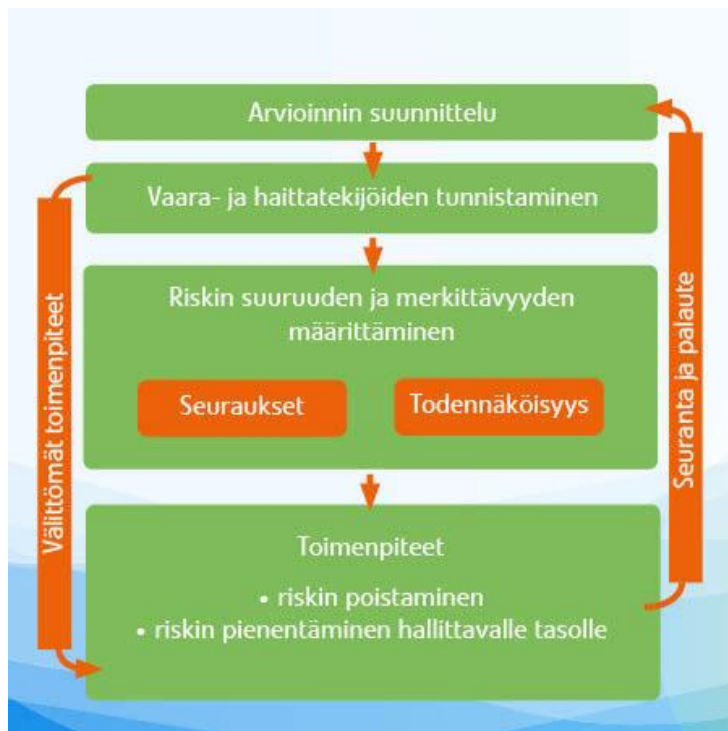 Arvioinnin suunnittelu
Vaara- ja haittatekijöiden tunnistaminen
Riskin suuruuden ja merkittävyyden
määrittäminen
Seuraukset
Todennäköisyys
Toimenpiteet
• riskin poistaminen
• riskin pienentäminen hallittavalle tasolle
Välittömät toimenpiteet
Seuranta ja palaute